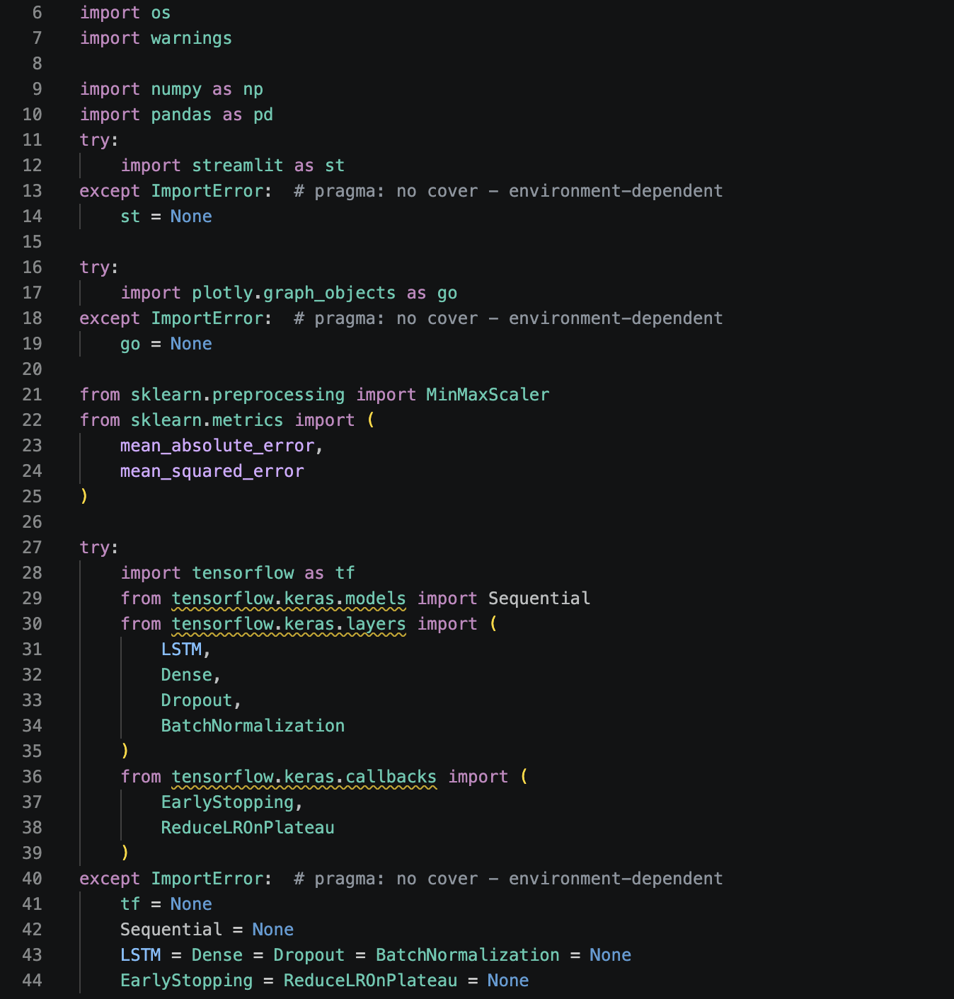 6 import os
7 import warnings
8
9 import numpy as np
10 import pandas as pd
11 try:
12     import streamlit as st
13 except ImportError:  # pragma: no cover - environment-dependent
14     st = None
15
16 try:
17     import plotly.graph_objects as go
18 except ImportError:  # pragma: no cover - environment-dependent
19     go = None
20
21 from sklearn.preprocessing import MinMaxScaler
22 from sklearn.metrics import (
23     mean_absolute_error,
24     mean_squared_error
25 )
26
27 try:
28     import tensorflow as tf
29     from tensorflow.keras.models import Sequential
30     from tensorflow.keras.layers import (
31         LSTM,
32         Dense,
33         Dropout,
34         BatchNormalization
35     )
36     from tensorflow.keras.callbacks import (
37         EarlyStopping,
38         ReduceLROnPlateau
39     )
40 except ImportError:  # pragma: no cover - environment-dependent
41     tf = None
42     Sequential = None
43     LSTM = Dense = Dropout = BatchNormalization = None
44     EarlyStopping = ReduceLROnPlateau = None